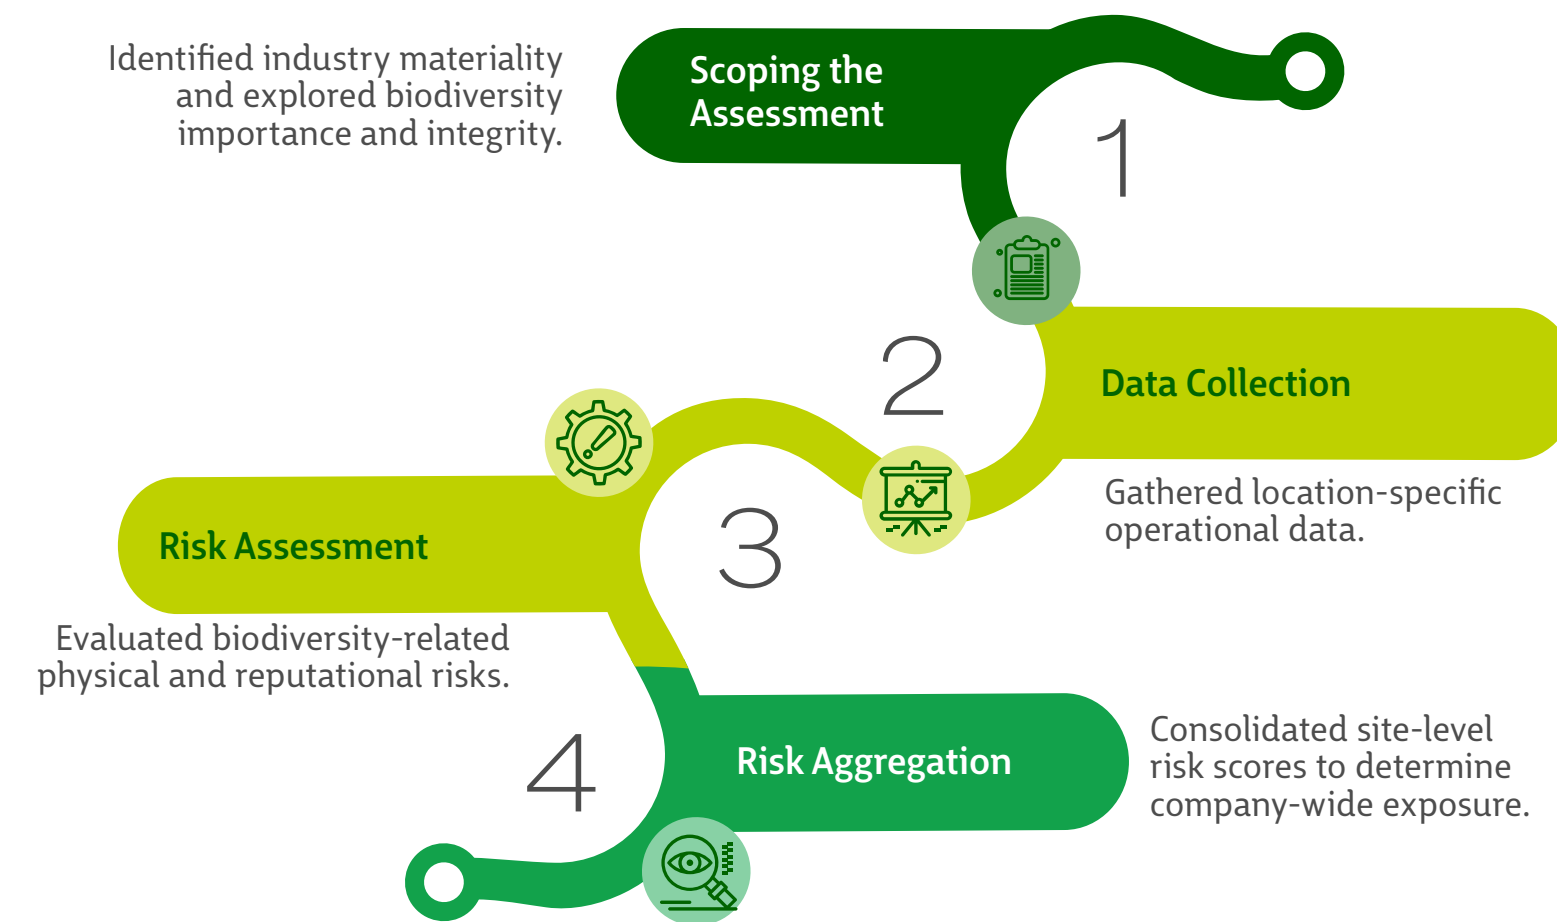 Identified industry materiality
and explored biodiversity
importance and integrity.
Scoping the
Assessment
1
2
Data Collection
Gathered location-specific
operational data.
3
Risk Assessment
Evaluated biodiversity-related
physical and reputational risks.
4
Risk Aggregation
Consolidated site-level
risk scores to determine
company-wide exposure.